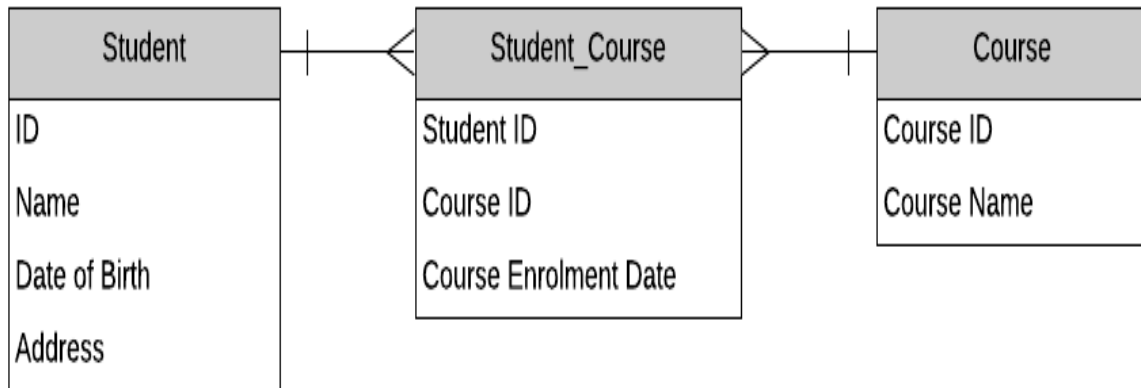 Student
ID
Name
Date of Birth
Address
Student_Course
Student ID
Course ID
Course Enrolment Date
Course
Course ID
Course Name